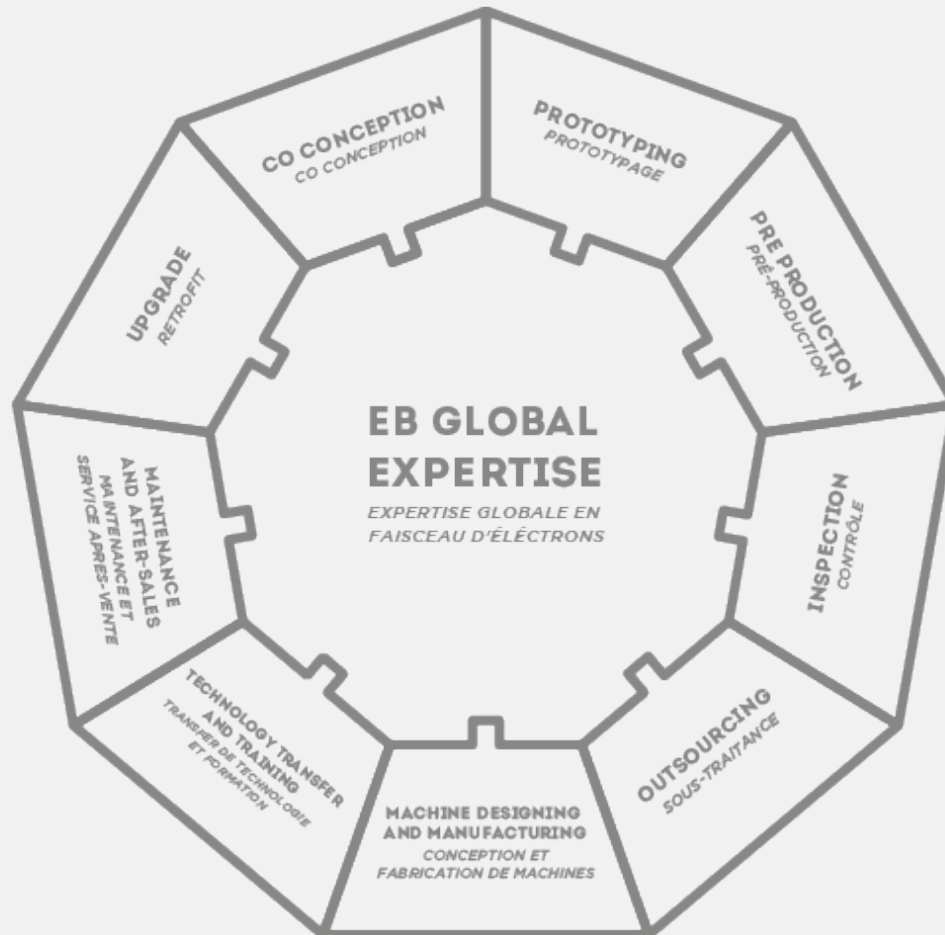 CO CONCEPTION
CO CONCEPTION
PROTOTYPING
PROTOTYPAGE
PRE PRODUCTION
PRÉ-PRODUCTION
INSPECTION
CONTRÔLE
OUTSOURCING
SOUS-TRAITANCE
MACHINE DESIGNING
AND MANUFACTURING
CONCEPTION ET
FABRICATION DE MACHINES
TECHNOLOGY TRANSFER
AND TRAINING
TRANSFER DE TECHNOLOGIE
ET FORMATION
MAINTENANCE
AND AFTER-SALES
MAINTENANCE ET
SERVICE APRES-VENTE
UPGRADE
RETROFIT
EB GLOBAL
EXPERTISE
EXPERTISE GLOBALE EN
FAISCEAU D'ÉLÉCTRONS